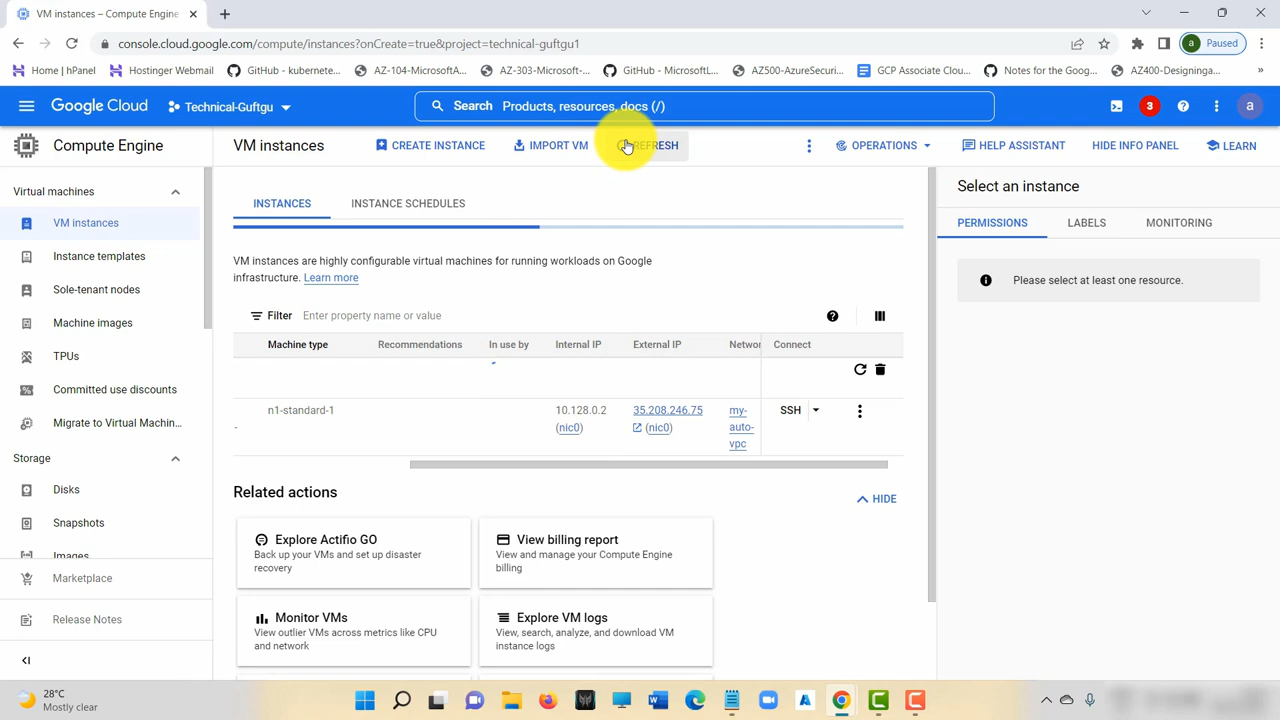 VM instances – Compute Engine
console.cloud.google.com/compute/instances?onCreate=true&project=technical-guftgu1
a Paused
Home | hPanel
Hostinger Webmail
GitHub - kubernete...
AZ-104-MicrosoftA...
AZ-303-Microsoft-...
GitHub - MicrosoftL...
AZ500-AzureSecuri...
GCP Associate Clou...
Notes for the Goog...
AZ400-Designinga...
»
Google Cloud
Technical-Guftgu
Search Products, resources, docs (/)
3
a
Compute Engine
VM instances
CREATE INSTANCE
IMPORT VM
REFRESH
OPERATIONS
HELP ASSISTANT
HIDE INFO PANEL
LEARN
Virtual machines
VM instances
Instance templates
Sole-tenant nodes
Machine images
TPUs
Committed use discounts
Migrate to Virtual Machin...
Storage
Disks
Snapshots
Images
Marketplace
Release Notes
INSTANCES
INSTANCE SCHEDULES
VM instances are highly configurable virtual machines for running workloads on Google
infrastructure. Learn more
Filter Enter property name or value
Machine type Recommendations In use by Internal IP External IP Networ Connect
n1-standard-1 10.128.0.2 35.208.246.75 my- SSH
(nic0) (nic0) auto-
vpc
Related actions
HIDE
Explore Actifio GO
Back up your VMs and set up disaster
recovery
View billing report
View and manage your Compute Engine
billing
Monitor VMs
View outlier VMs across metrics like CPU
and network
Explore VM logs
View, search, analyze, and download VM
instance logs
Select an instance
PERMISSIONS
LABELS
MONITORING
Please select at least one resource.
28°C
Mostly clear